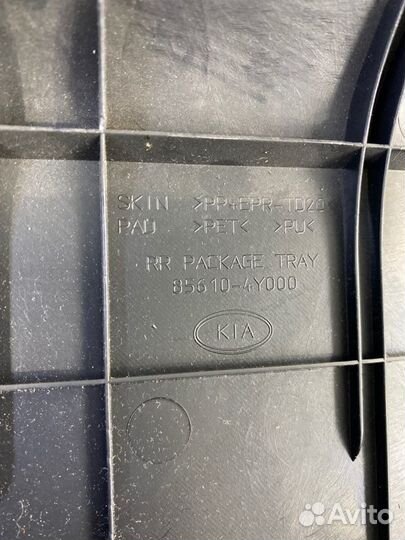 SKIN >PP+EPR-TD20<
PAD >PET< >PU<
RR PACKAGE TRAY
85610-4Y000
KIA
Avito